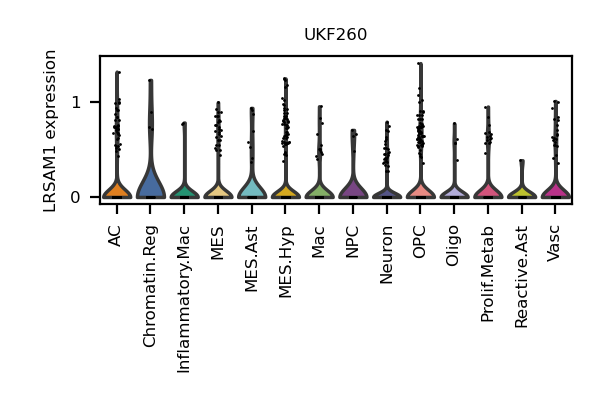 UKF260
LRSAM1 expression
1
0
AC
Chromatin.Reg
Inflammatory.Mac
MES
MES.Ast
MES.Hyp
Mac
NPC
Neuron
OPC
Oligo
Prolif.Metab
Reactive.Ast
Vasc